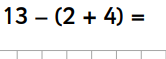 13 – (2 + 4) =